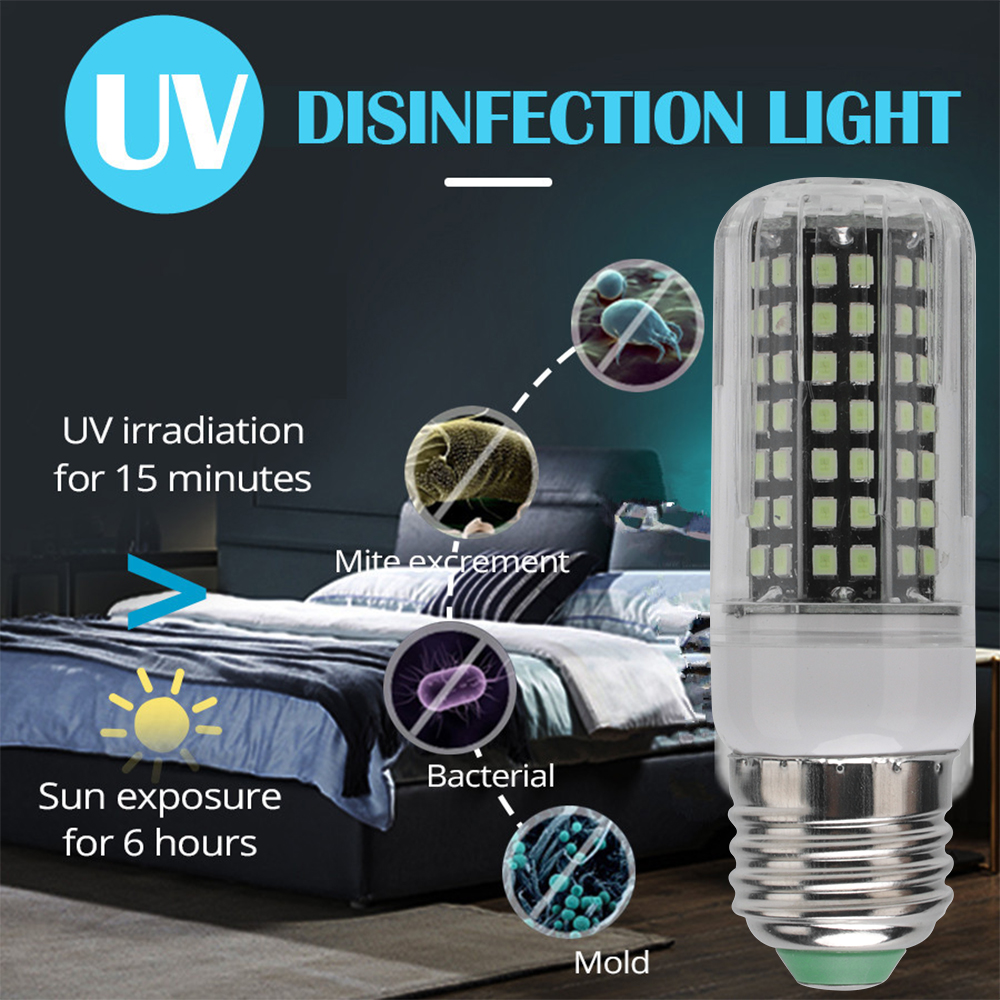 UV
DISINFECTION LIGHT
UV irradiation
for 15 minutes
>
Sun exposure
for 6 hours
Mite excrement
Bacterial
Mold